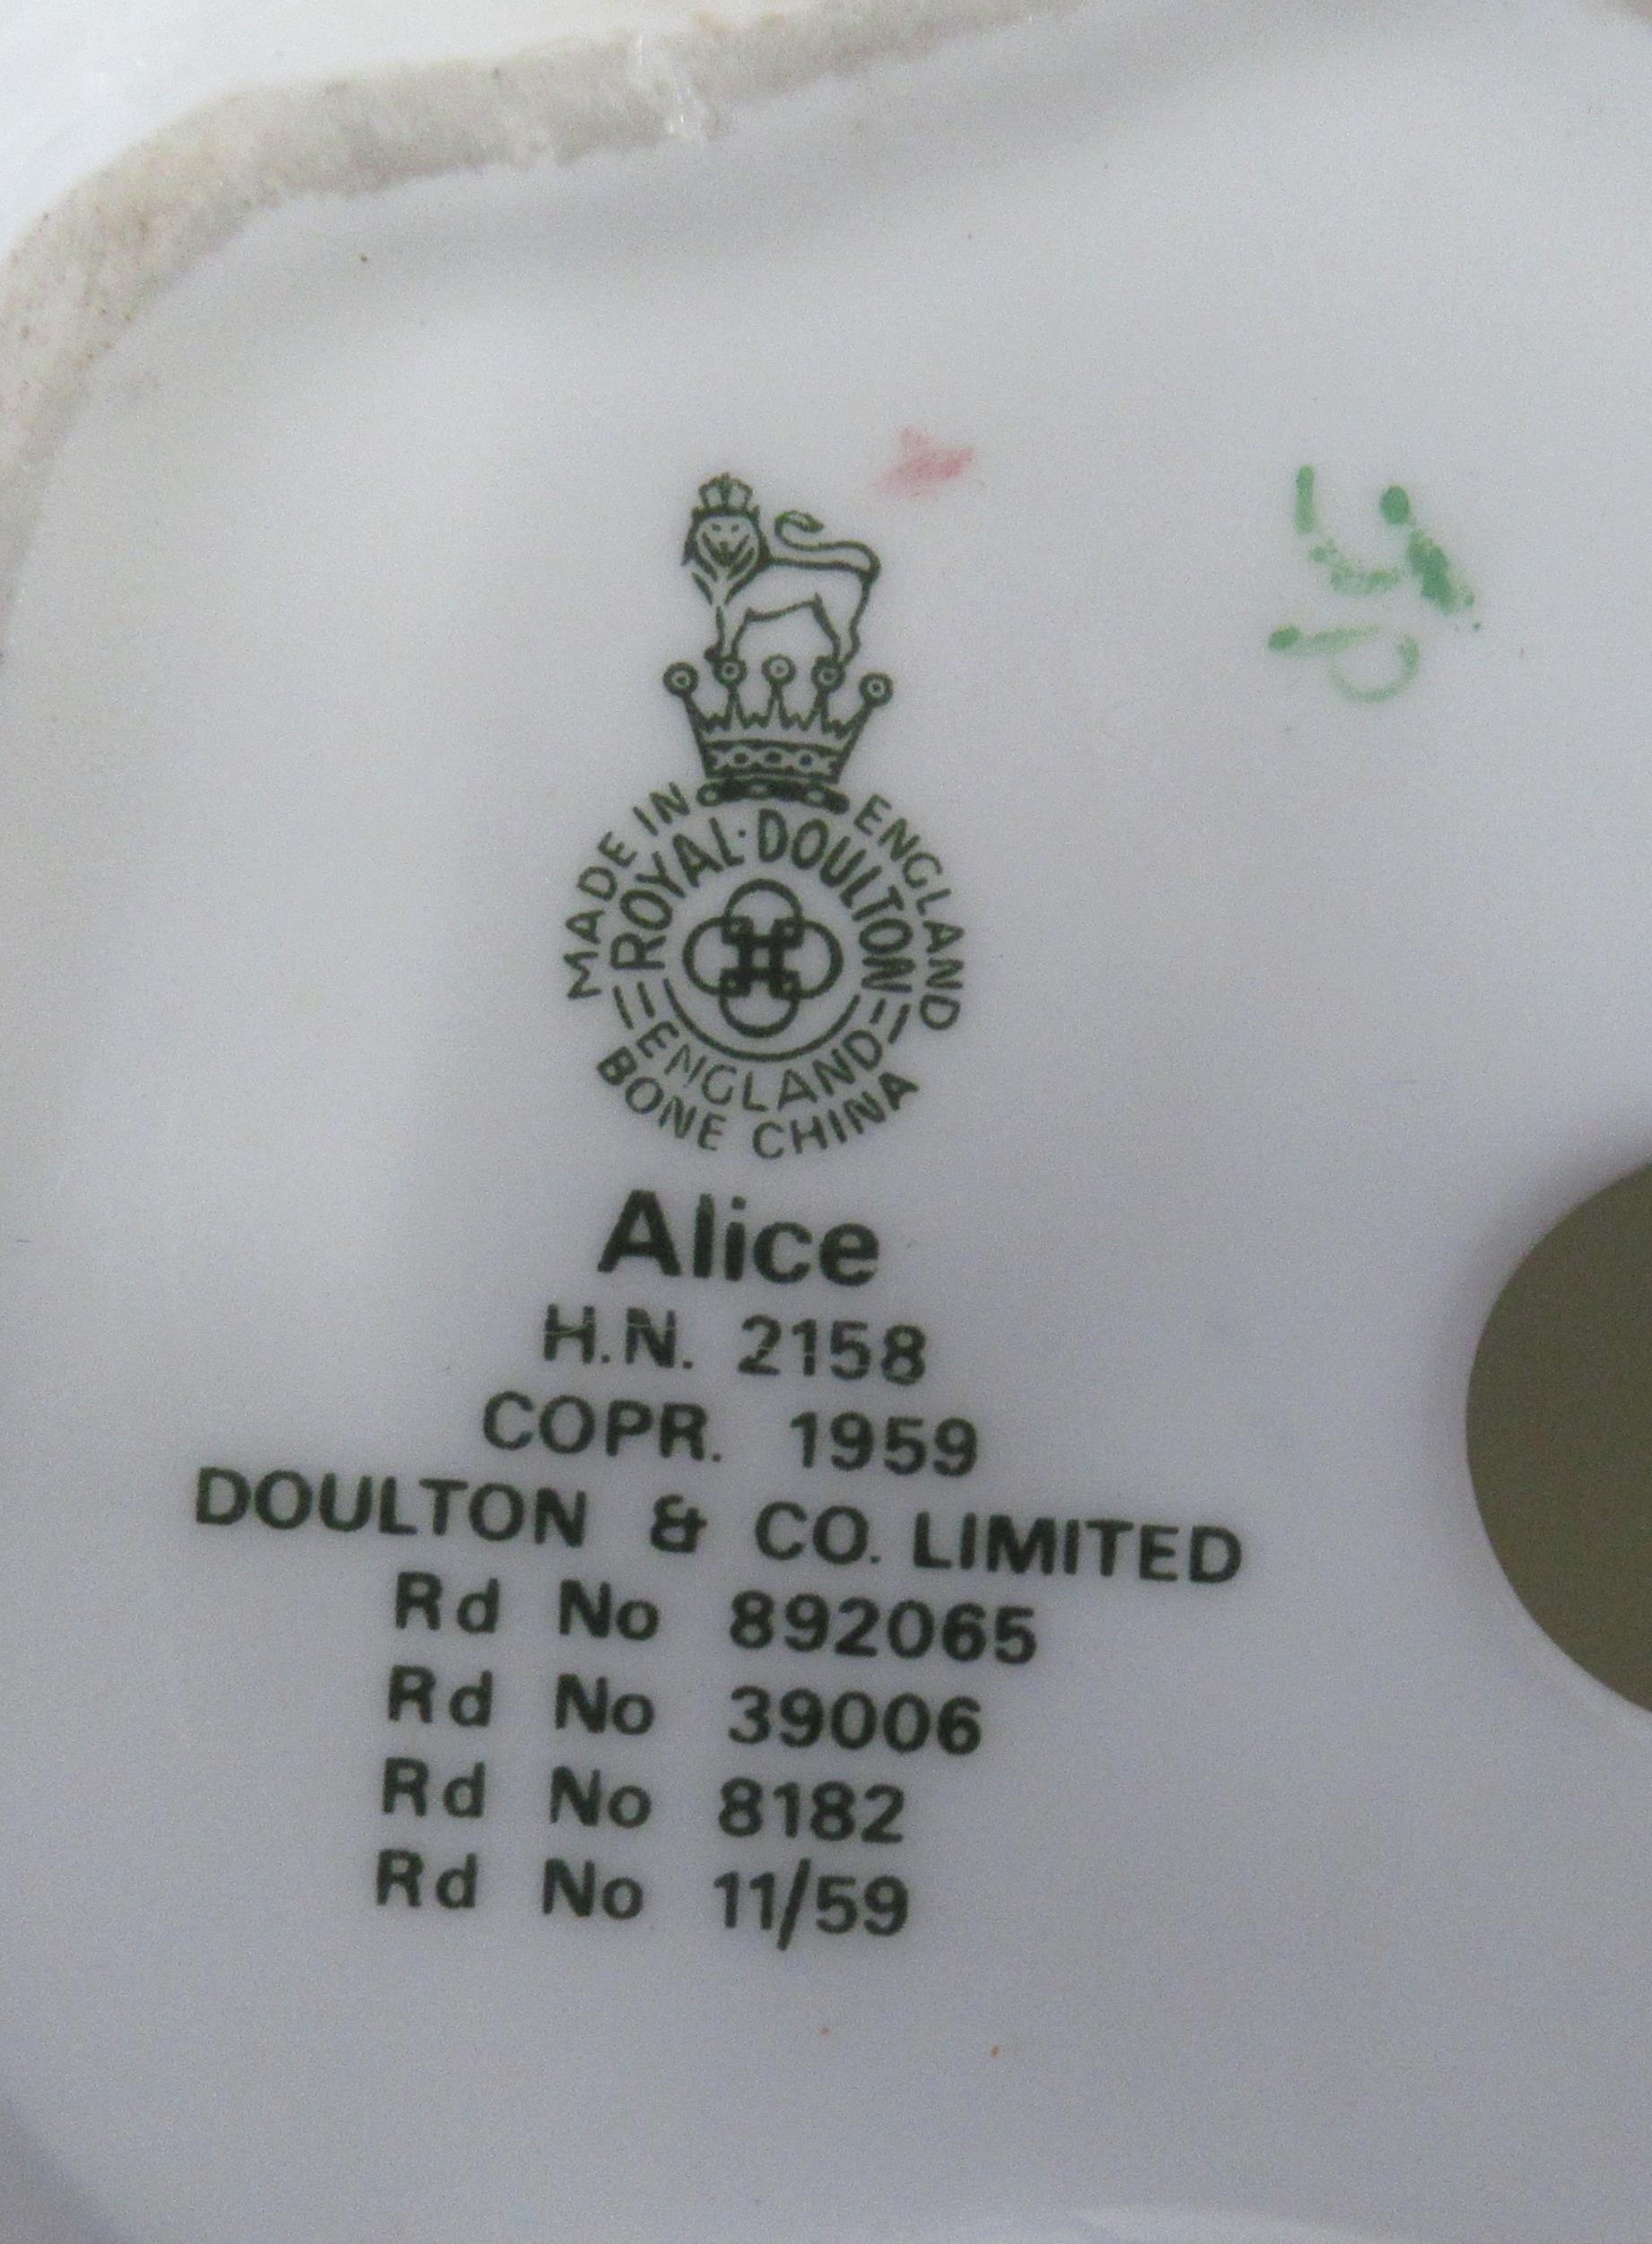 MADE IN ENGLAND
ROYAL·DOULTON
ENGLAND
BONE CHINA
Alice
H.N. 2158
COPR. 1959
DOULTON & CO. LIMITED
Rd No 892065
Rd No 39006
Rd No 8182
Rd No 11/59